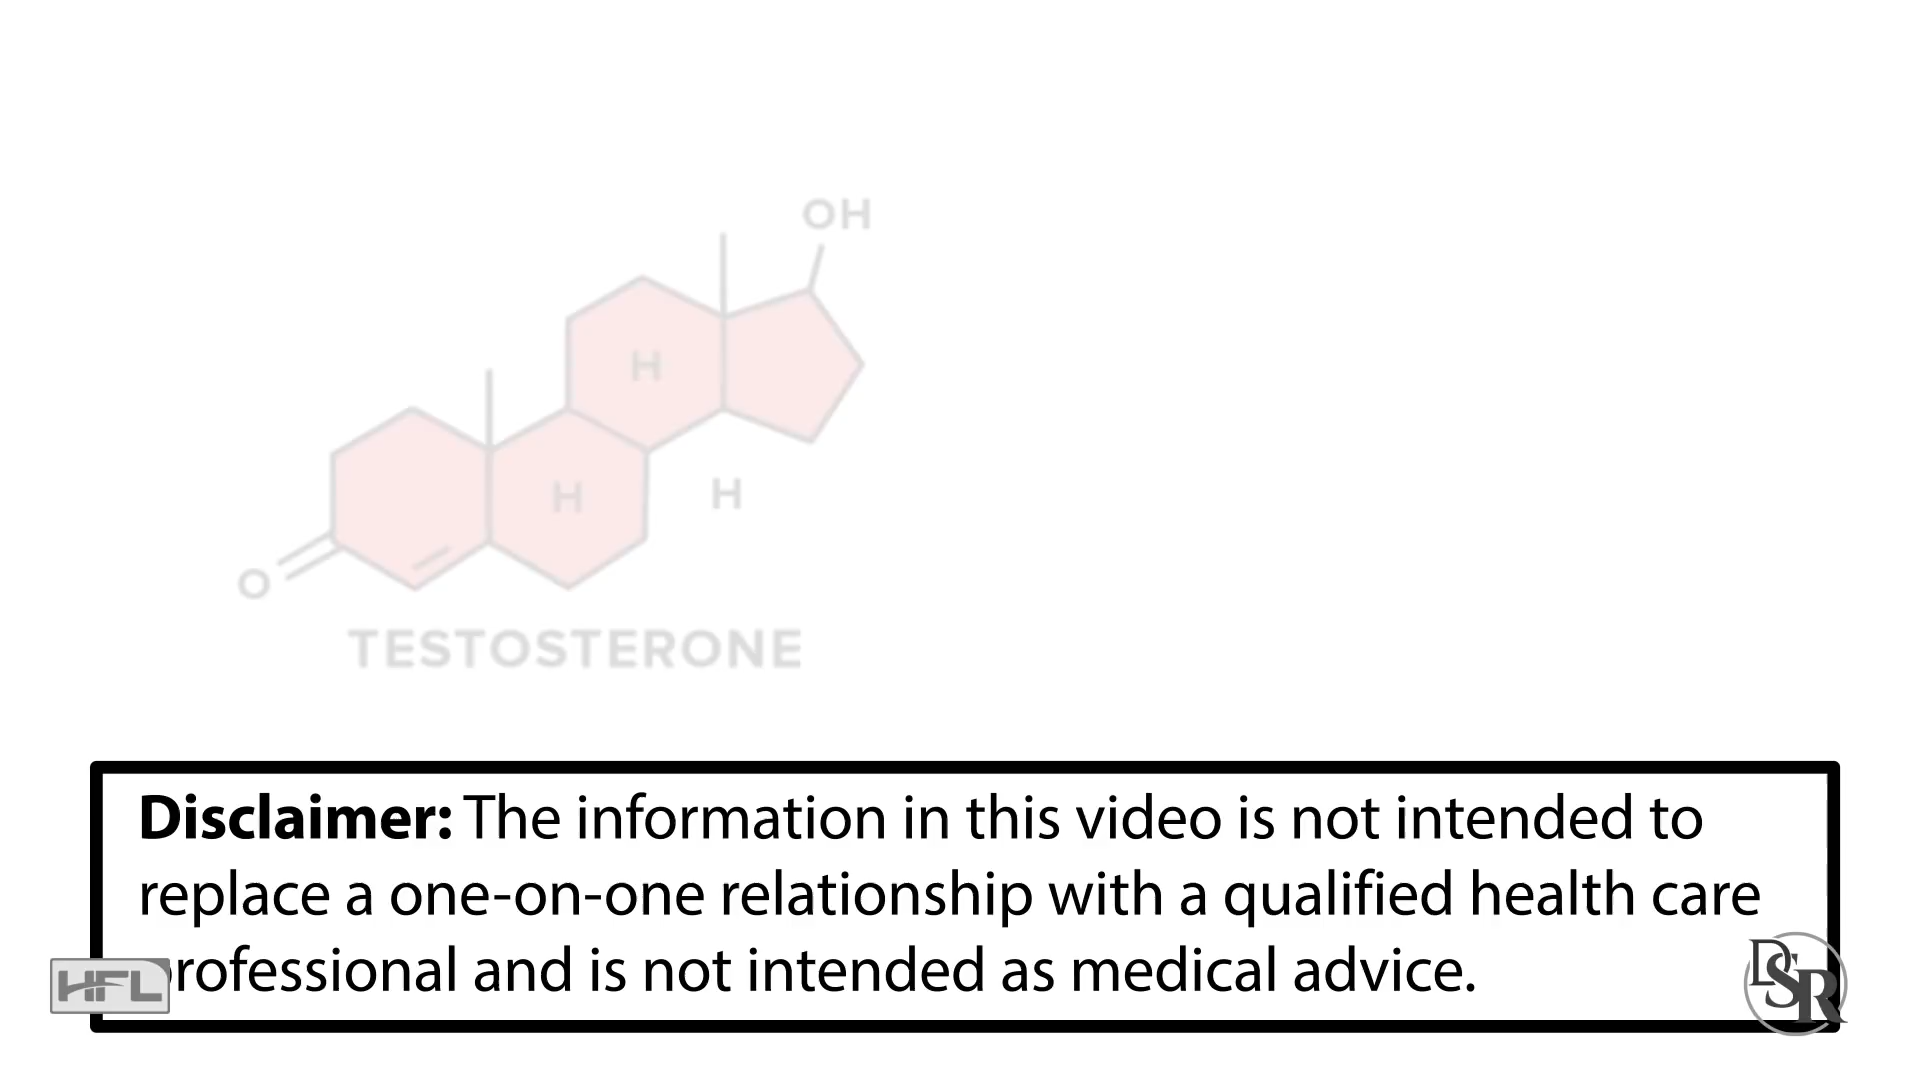 OH
H
H
H
O
TESTOSTERONE
Disclaimer: The information in this video is not intended to
replace a one-on-one relationship with a qualified health care
professional and is not intended as medical advice.
HFL
DSR